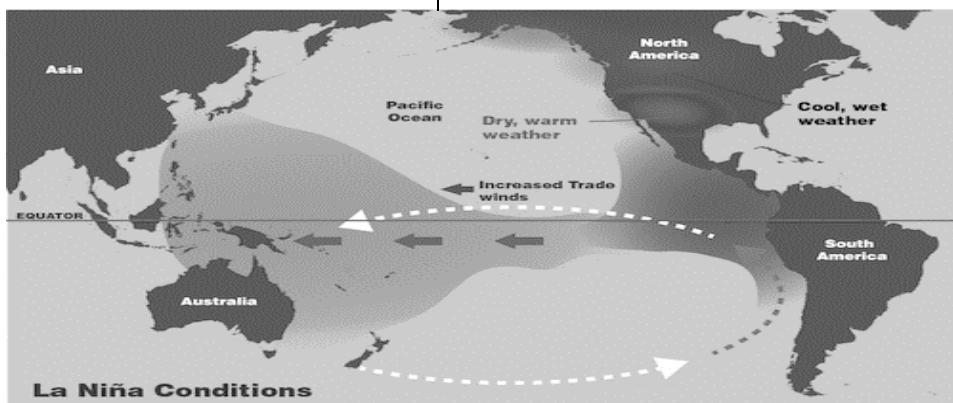 Asia
North
America
Pacific
Ocean
Cool, wet
weather
Dry, warm
weather
Increased Trade
winds
EQUATOR
South
America
Australia
La Niña Conditions